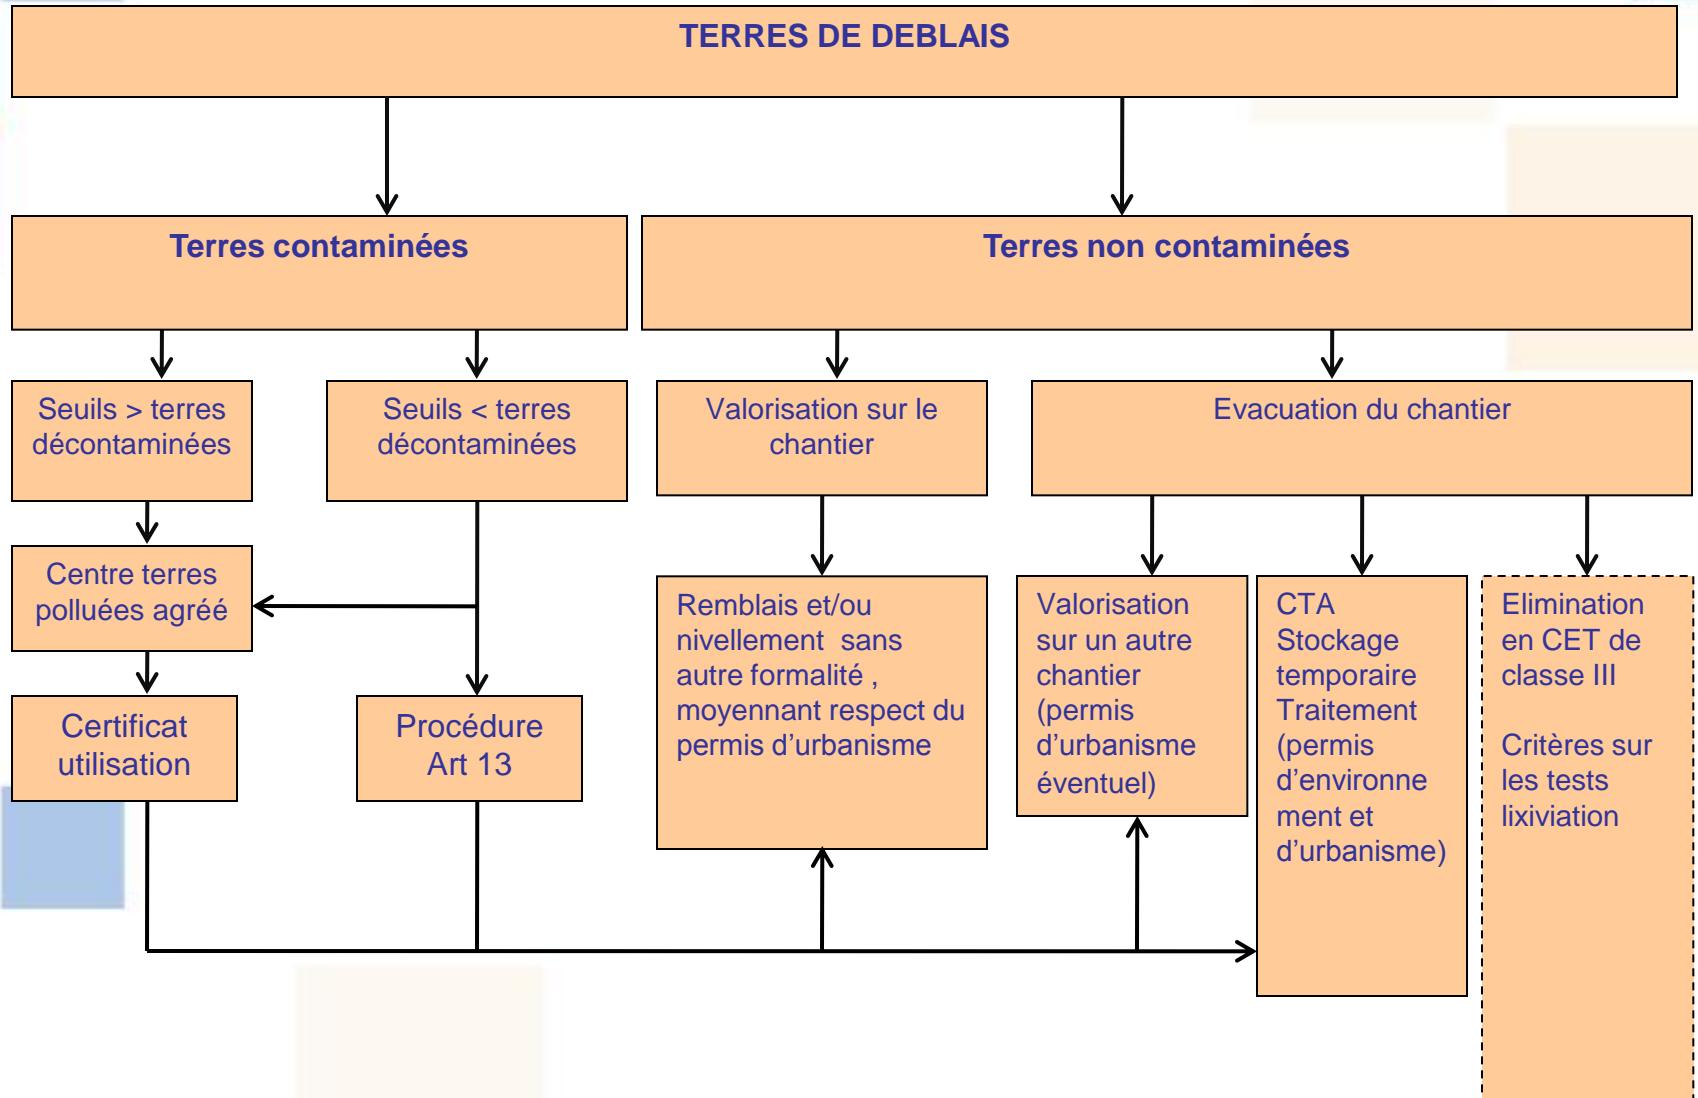 TERRES DE DEBLAIS
Terres contaminées
Terres non contaminées
Seuils > terres
décontaminées
Seuils < terres
décontaminées
Valorisation sur le
chantier
Evacuation du chantier
Centre terres
polluées agréé
Certificat
utilisation
Procédure
Art 13
Remblais et/ou
nivellement sans
autre formalité ,
moyennant respect du
permis d’urbanisme
Valorisation
sur un autre
chantier
(permis
d’urbanisme
éventuel)
CTA
Stockage
temporaire
Traitement
(permis
d’environne
ment et
d’urbanisme)
Elimination
en CET de
classe III
Critères sur
les tests
lixiviation